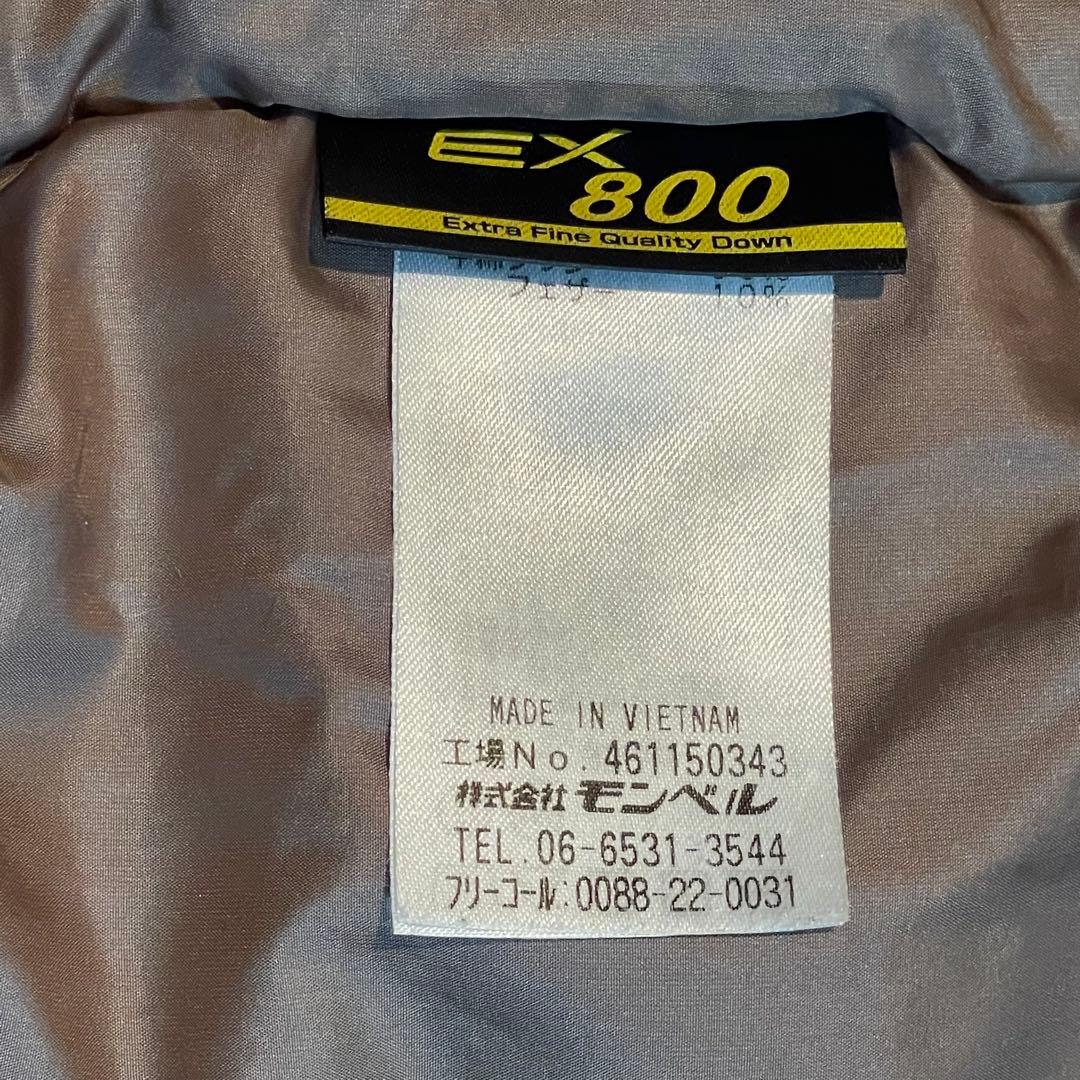 EX
800
Extra Fine Quality Down
フェザー 10%
MADE IN VIETNAM
工場No. 461150343
株式会社モンベル
TEL. 06-6531-3544
フリーコール:0088-22-0031